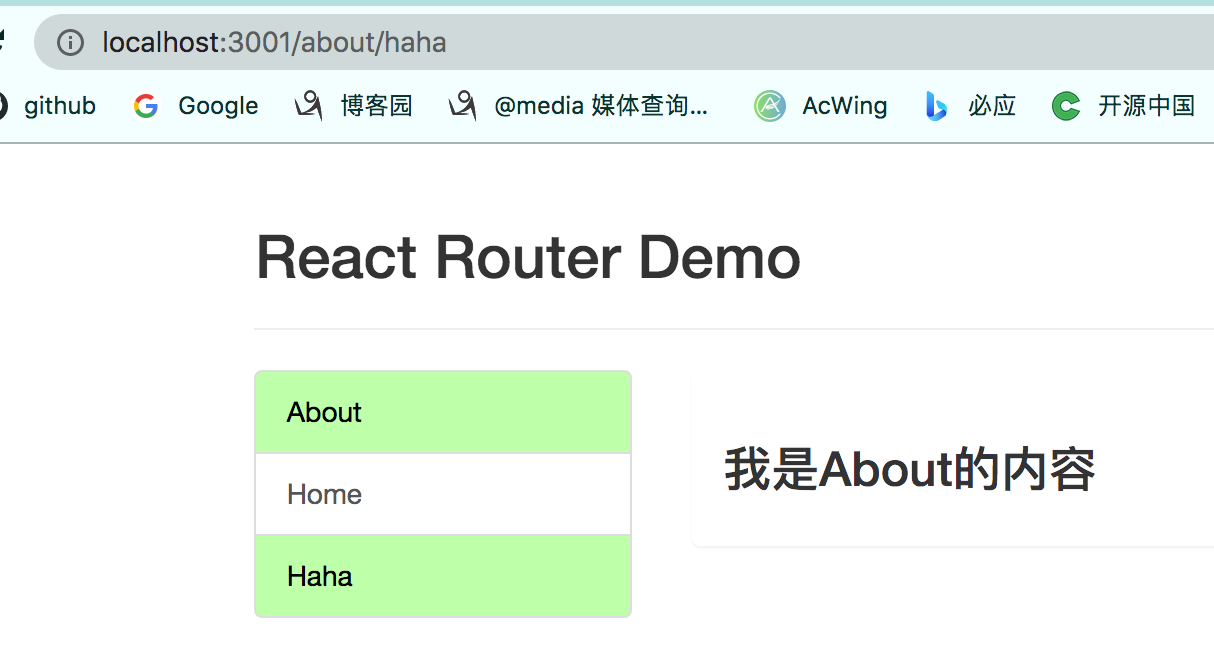 localhost:3001/about/haha
github Google 博客园 @media 媒体查询... AcWing 必应 开源中国
React Router Demo
About
Home
Haha
我是About的内容